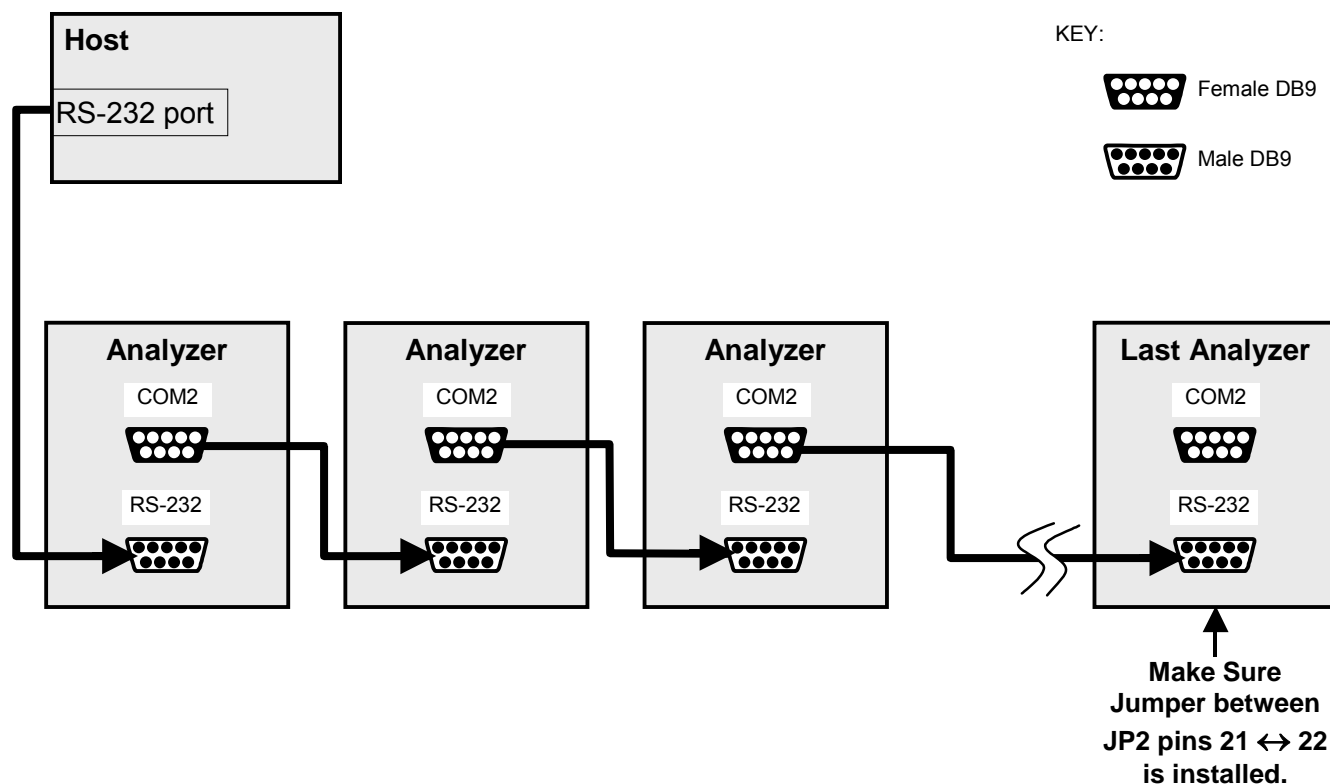 Host
RS-232 port
KEY:
Female DB9
Male DB9
Analyzer
COM2
RS-232
Analyzer
COM2
RS-232
Analyzer
COM2
RS-232
Last Analyzer
COM2
RS-232
Make Sure
Jumper between
JP2 pins 21 ↔ 22
is installed.